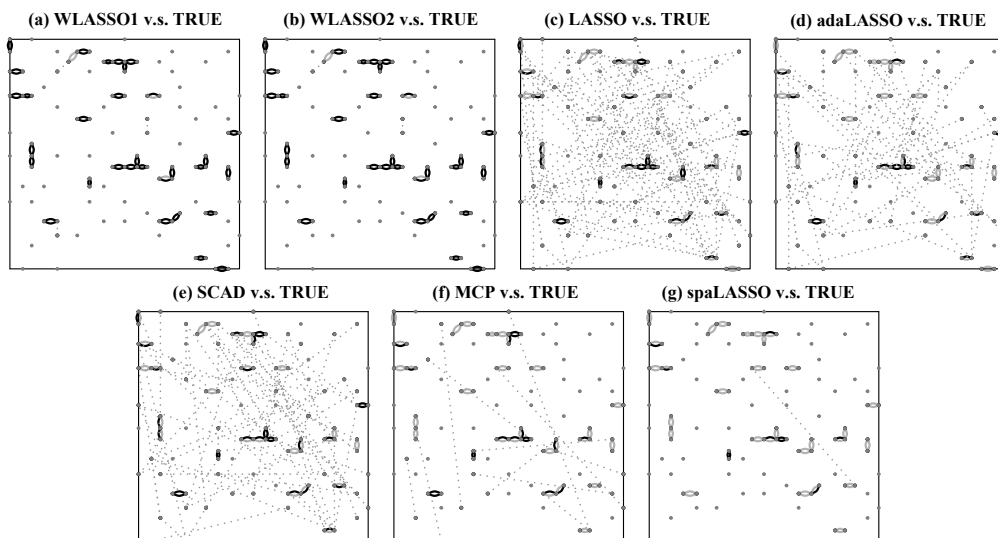 (a) WLASSO1 v.s. TRUE
(b) WLASSO2 v.s. TRUE
(c) LASSO v.s. TRUE
(d) adaLASSO v.s. TRUE
(e) SCAD v.s. TRUE
(f) MCP v.s. TRUE
(g) spaLASSO v.s. TRUE